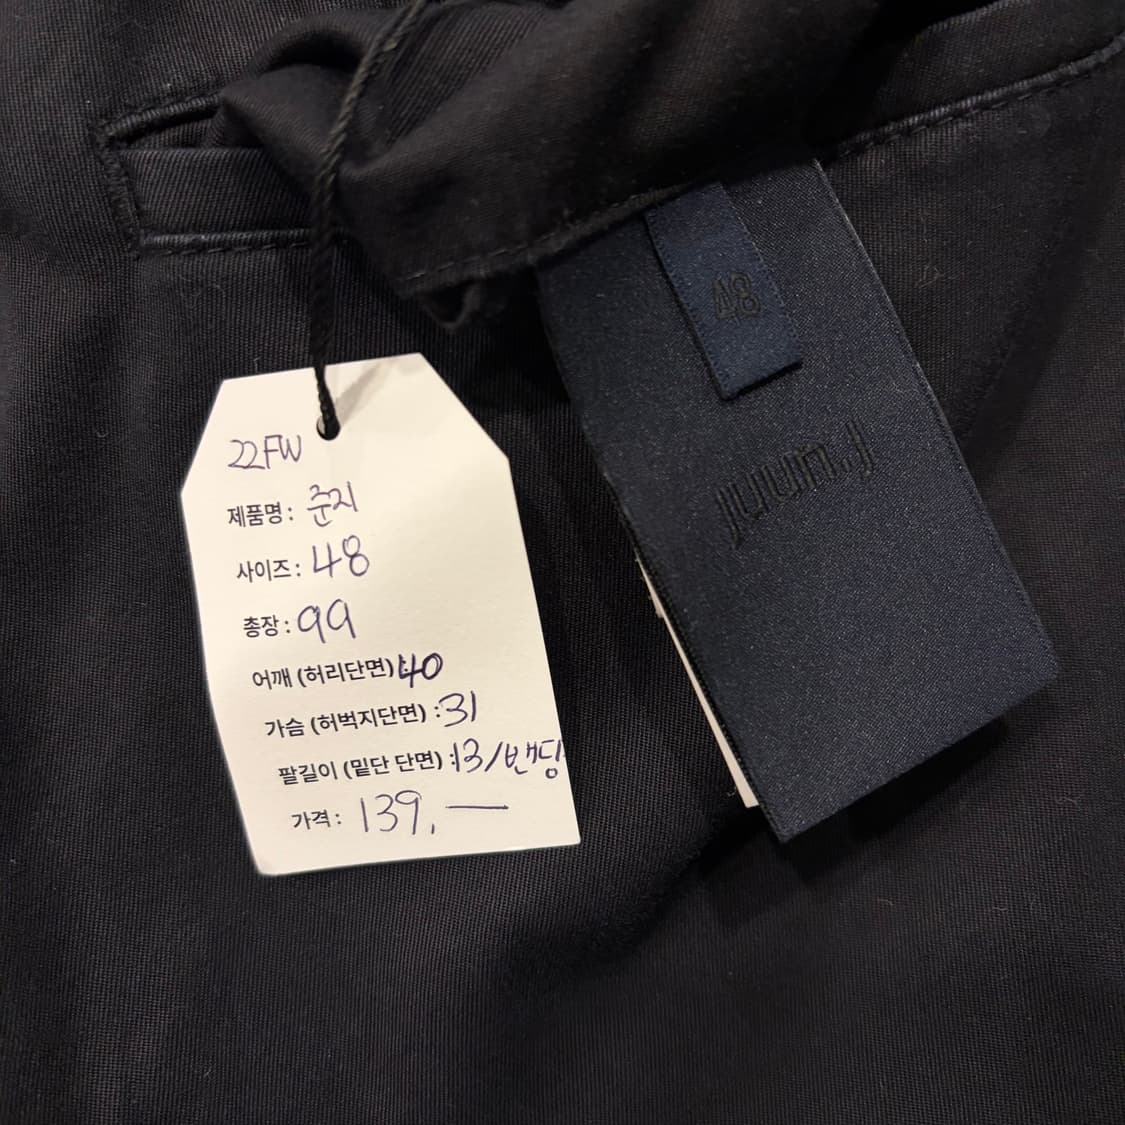 22FW
제품명: 준지
사이즈: 48
총장: 99
어깨 (허리단면) 40
가슴 (허벅지단면) : 31
팔길이 (밑단 단면) : 13/밴딩
가격: 139,—
48
juun.J